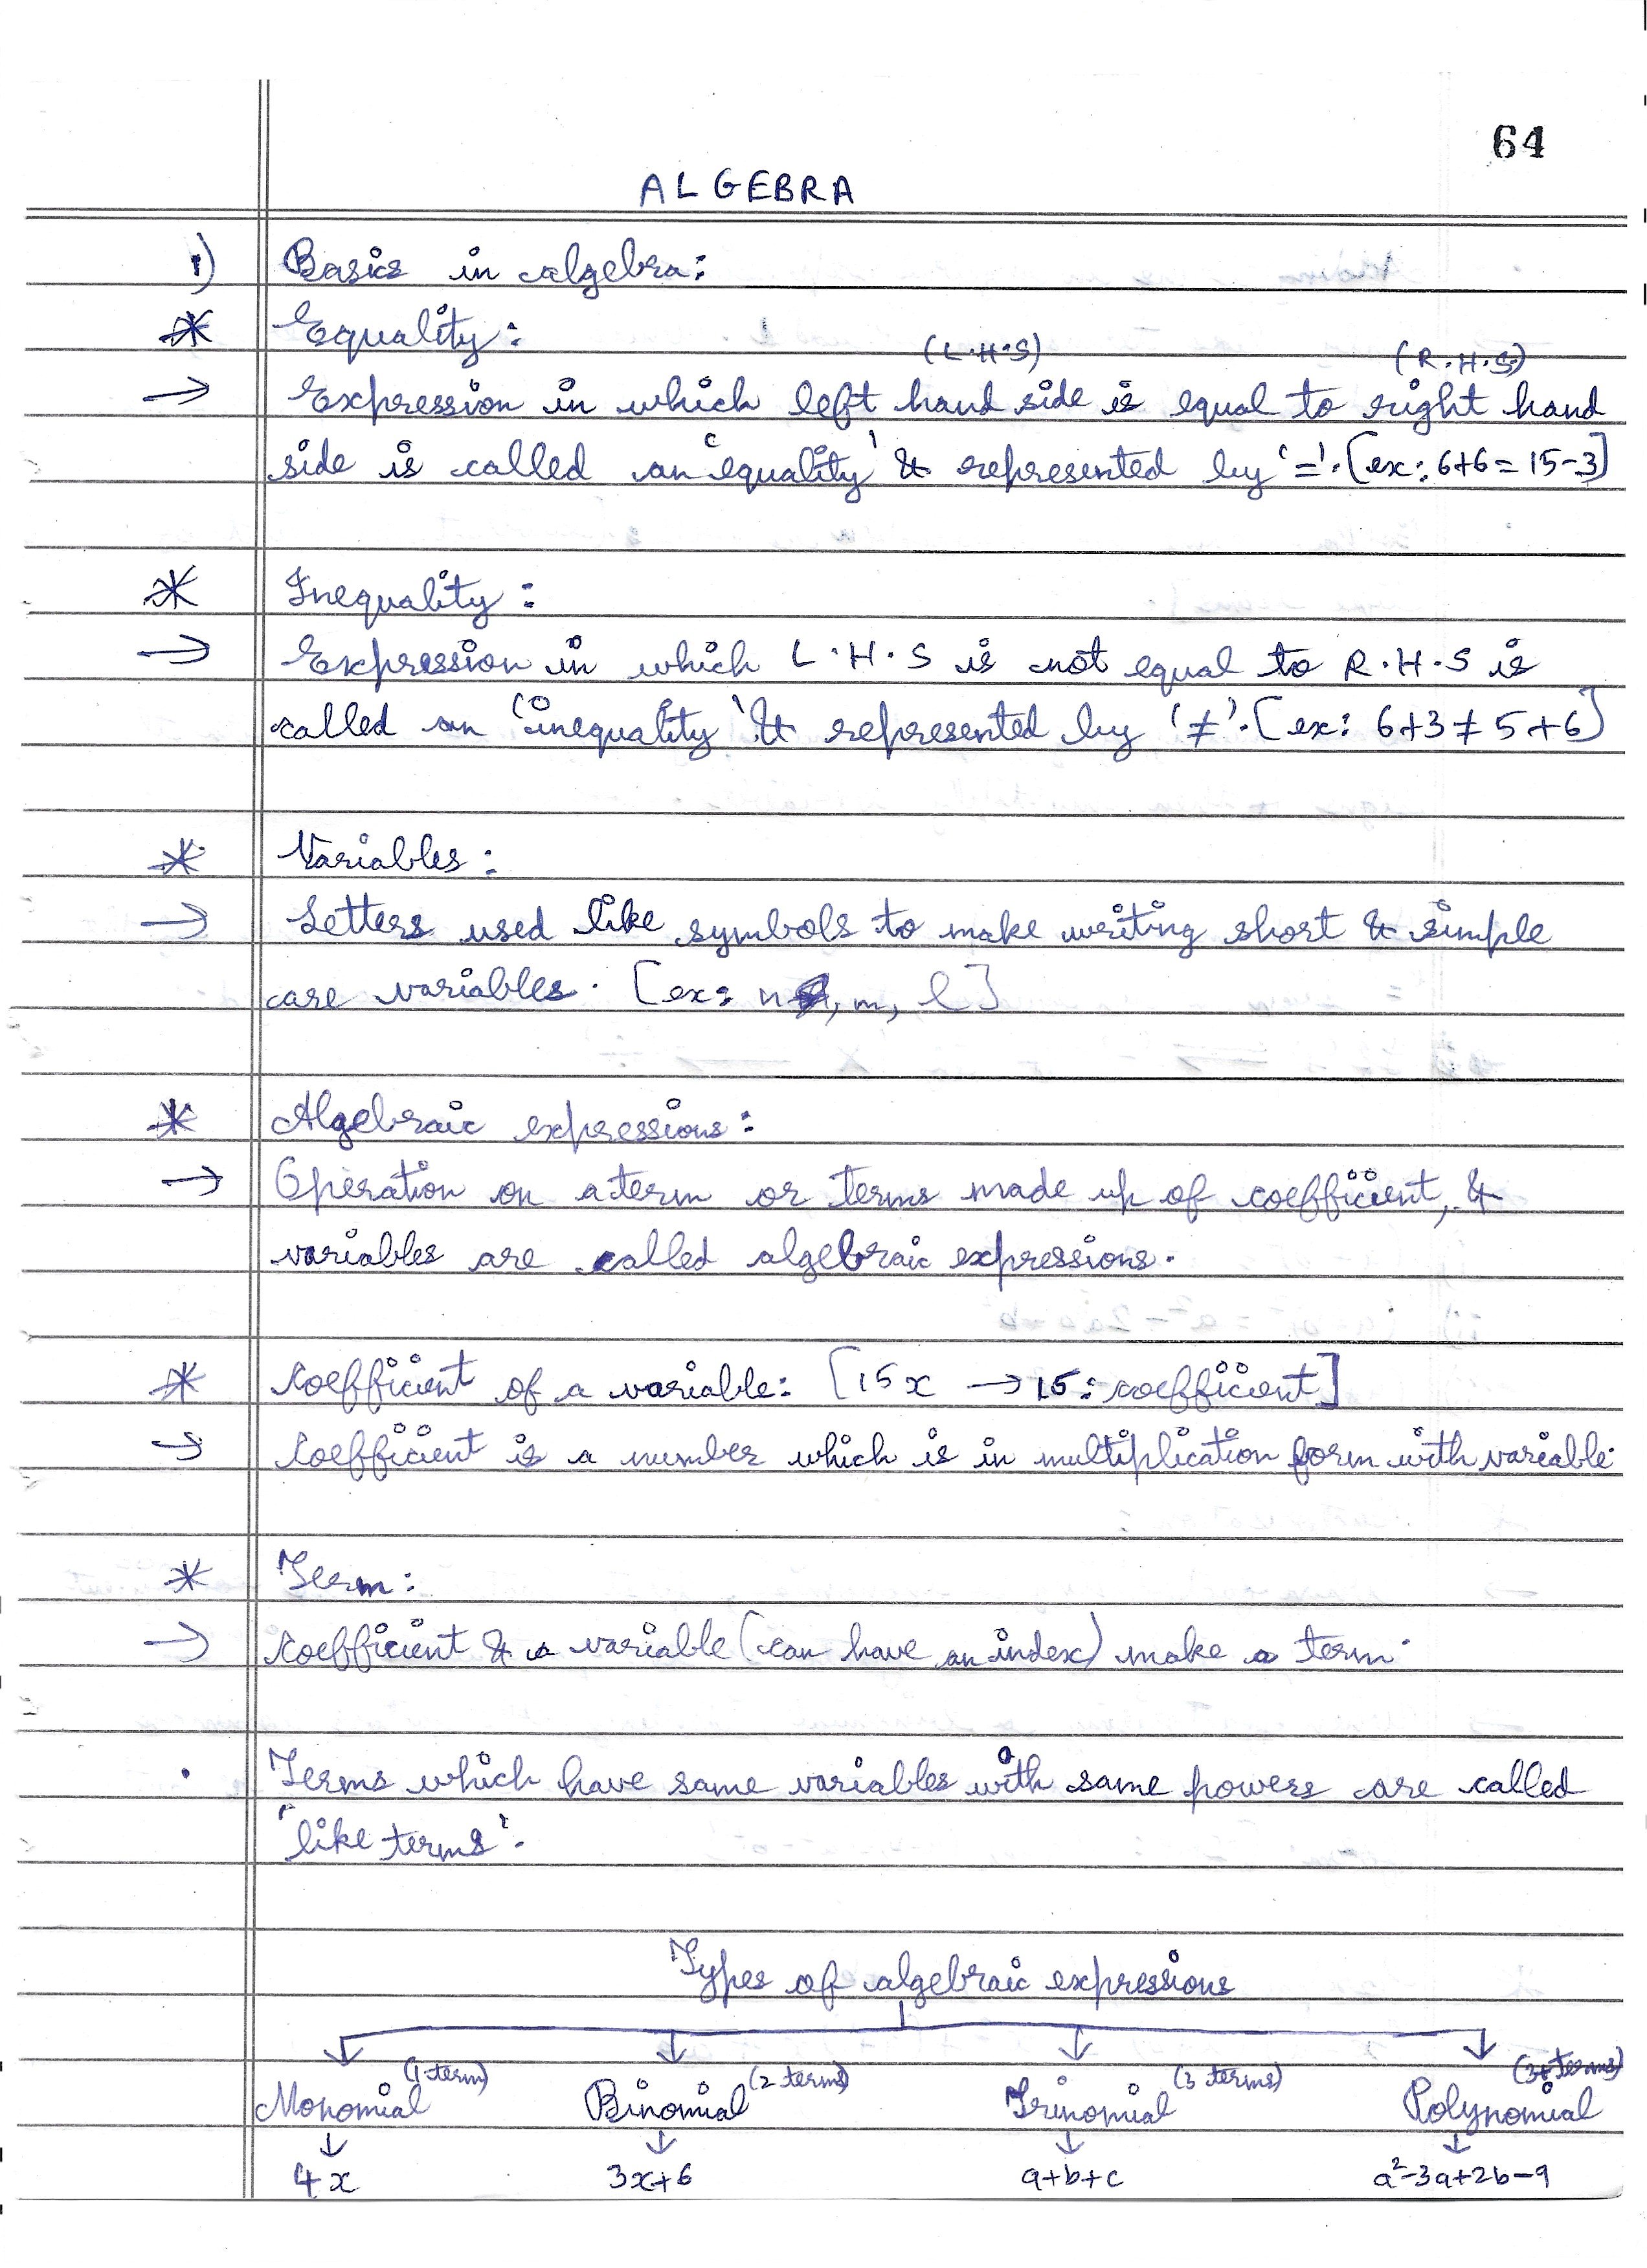 64
ALGEBRA
1) Basics in algebra:
* Equality:
(L.H.S) (R.H.S)
→ Expression in which left hand side is equal to right hand
side is called an 'equality' & represented by '='. [ex: 6+6=15-3]
* Inequality:
→ Expression in which L.H.S is not equal to R.H.S is
called an 'inequality' & represented by '≠'. [ex: 6+3≠5+6]
* Variables:
→ Letters used like symbols to make writing short & simple
are variables. [ex: n, m, l]
* Algebraic expressions:
→ Operation on a term or terms made up of coefficient, &
variables are called algebraic expressions.
* Coefficient of a variable: [15x → 15: coefficient]
→ Coefficient is a number which is in multiplication form with variable.
* Term:
→ Coefficient & a variable (can have an index) make a term.
• Terms which have same variables with same powers are called
'like terms'.
Types of algebraic expressions
(1 term) (2 terms) (3 terms) (3+ terms)
Monomial Binomial Trinomial Polynomial
↓ ↓ ↓ ↓
4x 3x+6 a+b+c a²-3a+2b-9